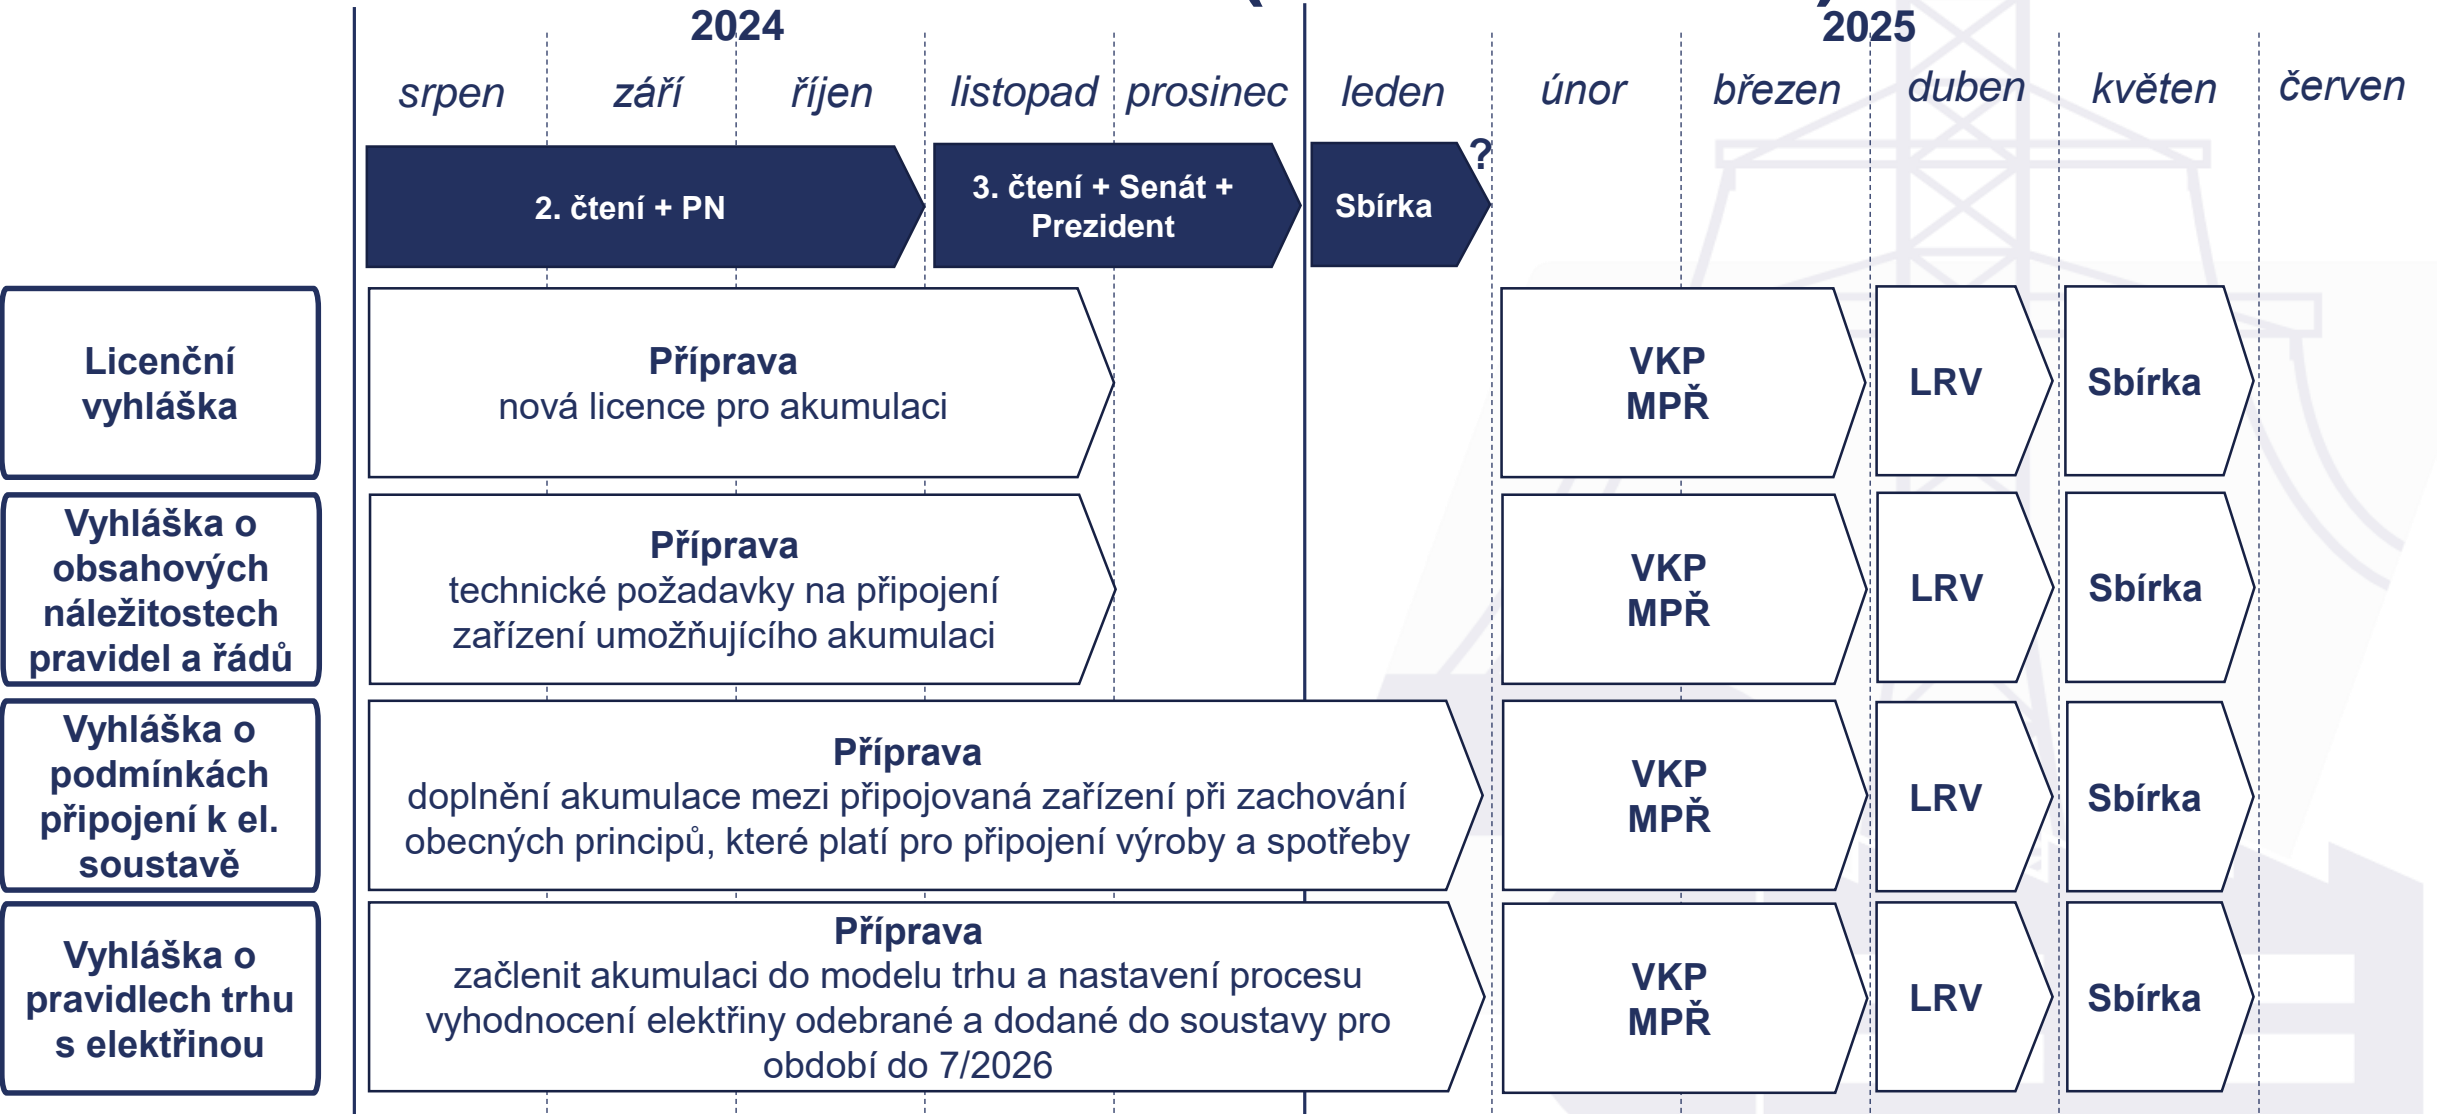 2024
2025
srpen
září
říjen
listopad
prosinec
leden
únor
březen
duben
květen
červen
2. čtení + PN
3. čtení + Senát +
Prezident
Sbírka
?
Licenční
vyhláška
Příprava
nová licence pro akumulaci
VKP
MPŘ
LRV
Sbírka
Vyhláška o
obsahových
náležitostech
pravidel a řádů
Příprava
technické požadavky na připojení
zařízení umožňujícího akumulaci
VKP
MPŘ
LRV
Sbírka
Vyhláška o
podmínkách
připojení k el.
soustavě
Příprava
doplnění akumulace mezi připojovaná zařízení při zachování
obecných principů, které platí pro připojení výroby a spotřeby
VKP
MPŘ
LRV
Sbírka
Vyhláška o
pravidlech trhu
s elektřinou
Příprava
začlenit akumulaci do modelu trhu a nastavení procesu
vyhodnocení elektřiny odebrané a dodané do soustavy pro
období do 7/2026
VKP
MPŘ
LRV
Sbírka